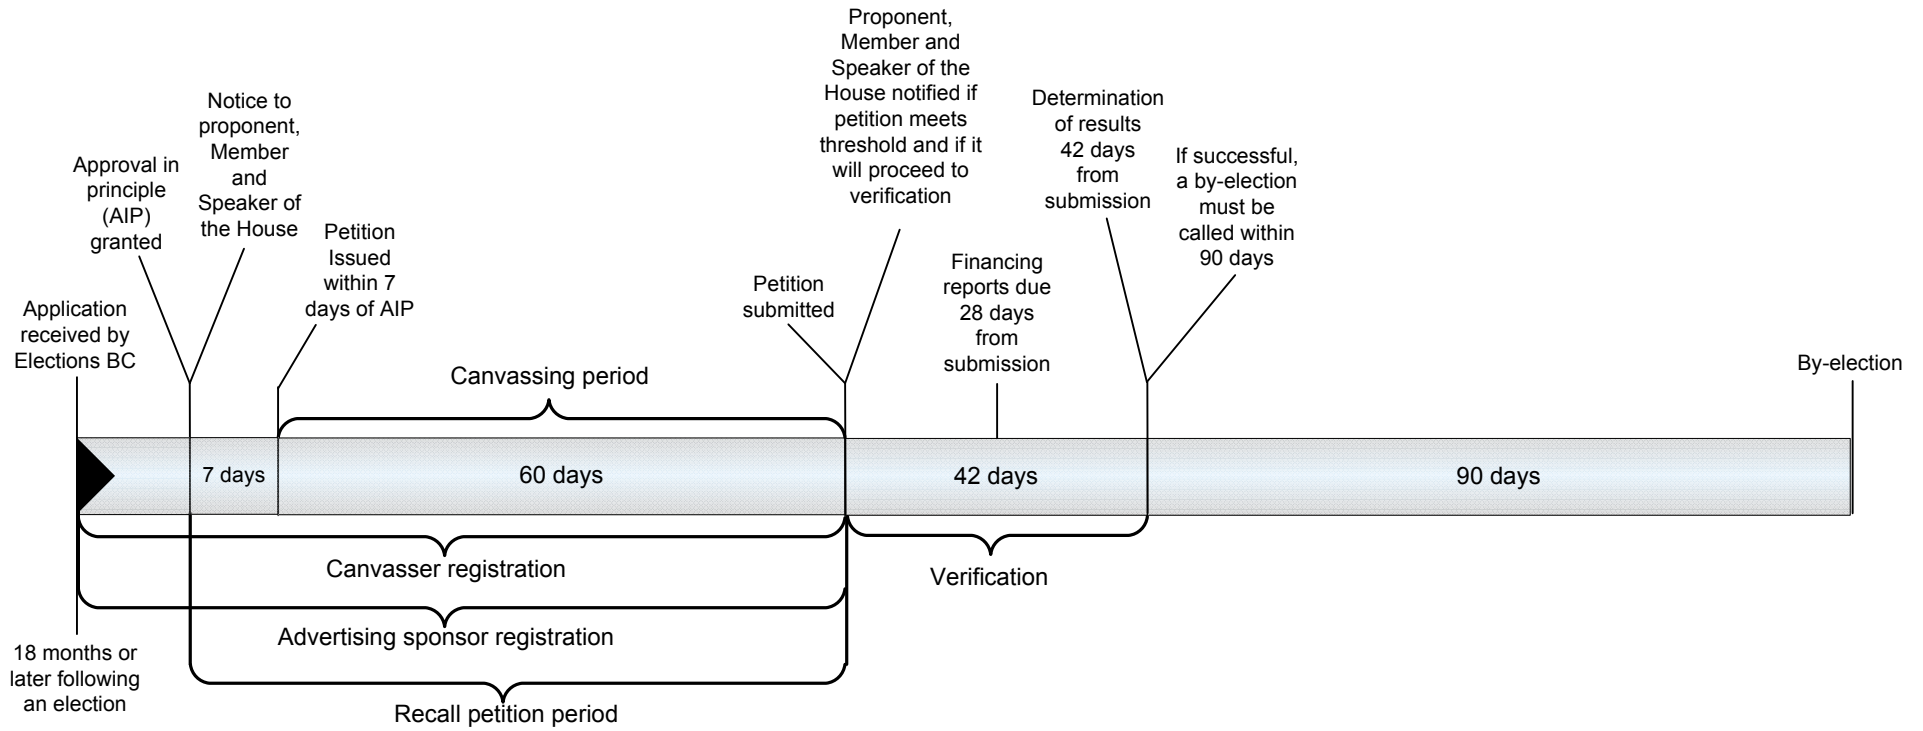 Proponent,
Member and
Speaker of the
House notified if
petition meets
threshold and if it
will proceed to
verification
Notice to
proponent,
Member
and
Speaker of
the House
Determination
of results
42 days
from
submission
If successful,
a by-election
must be
called within
90 days
Approval in
principle
(AIP)
granted
Petition
Issued
within 7
days of AIP
Petition
submitted
Financing
reports due
28 days
from
submission
Application
received by
Elections BC
By-election
Canvassing period
7 days
60 days
42 days
90 days
Canvasser registration
Verification
Advertising sponsor registration
18 months or
later following
an election
Recall petition period